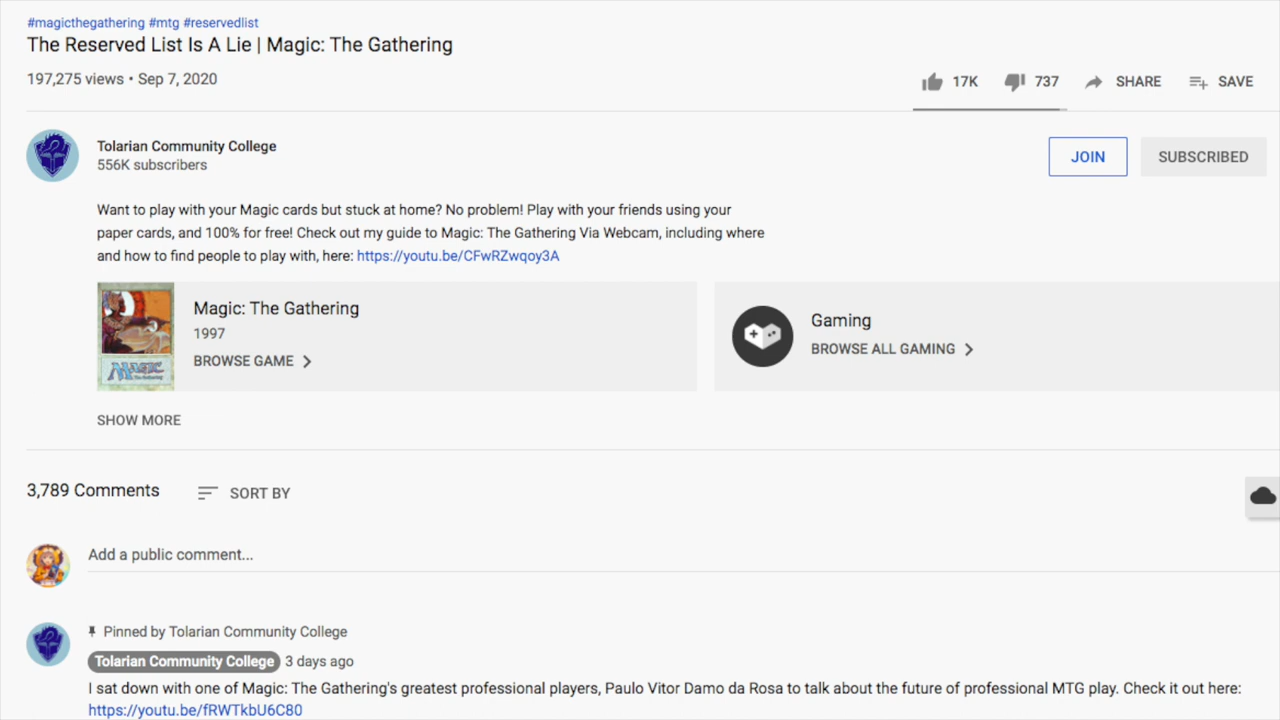 #magicthegathering #mtg #reservedlist
The Reserved List Is A Lie | Magic: The Gathering
197,275 views • Sep 7, 2020
17K 737 SHARE SAVE
Tolarian Community College
556K subscribers
JOIN SUBSCRIBED
Want to play with your Magic cards but stuck at home? No problem! Play with your friends using your
paper cards, and 100% for free! Check out my guide to Magic: The Gathering Via Webcam, including where
and how to find people to play with, here: https://youtu.be/CFwRZwqoy3A
MAGIC
The Gathering
Magic: The Gathering
1997
BROWSE GAME
Gaming
BROWSE ALL GAMING
SHOW MORE
3,789 Comments SORT BY
Add a public comment...
Pinned by Tolarian Community College
Tolarian Community College 3 days ago
I sat down with one of Magic: The Gathering's greatest professional players, Paulo Vitor Damo da Rosa to talk about the future of professional MTG play. Check it out here:
https://youtu.be/fRWTkbU6C80